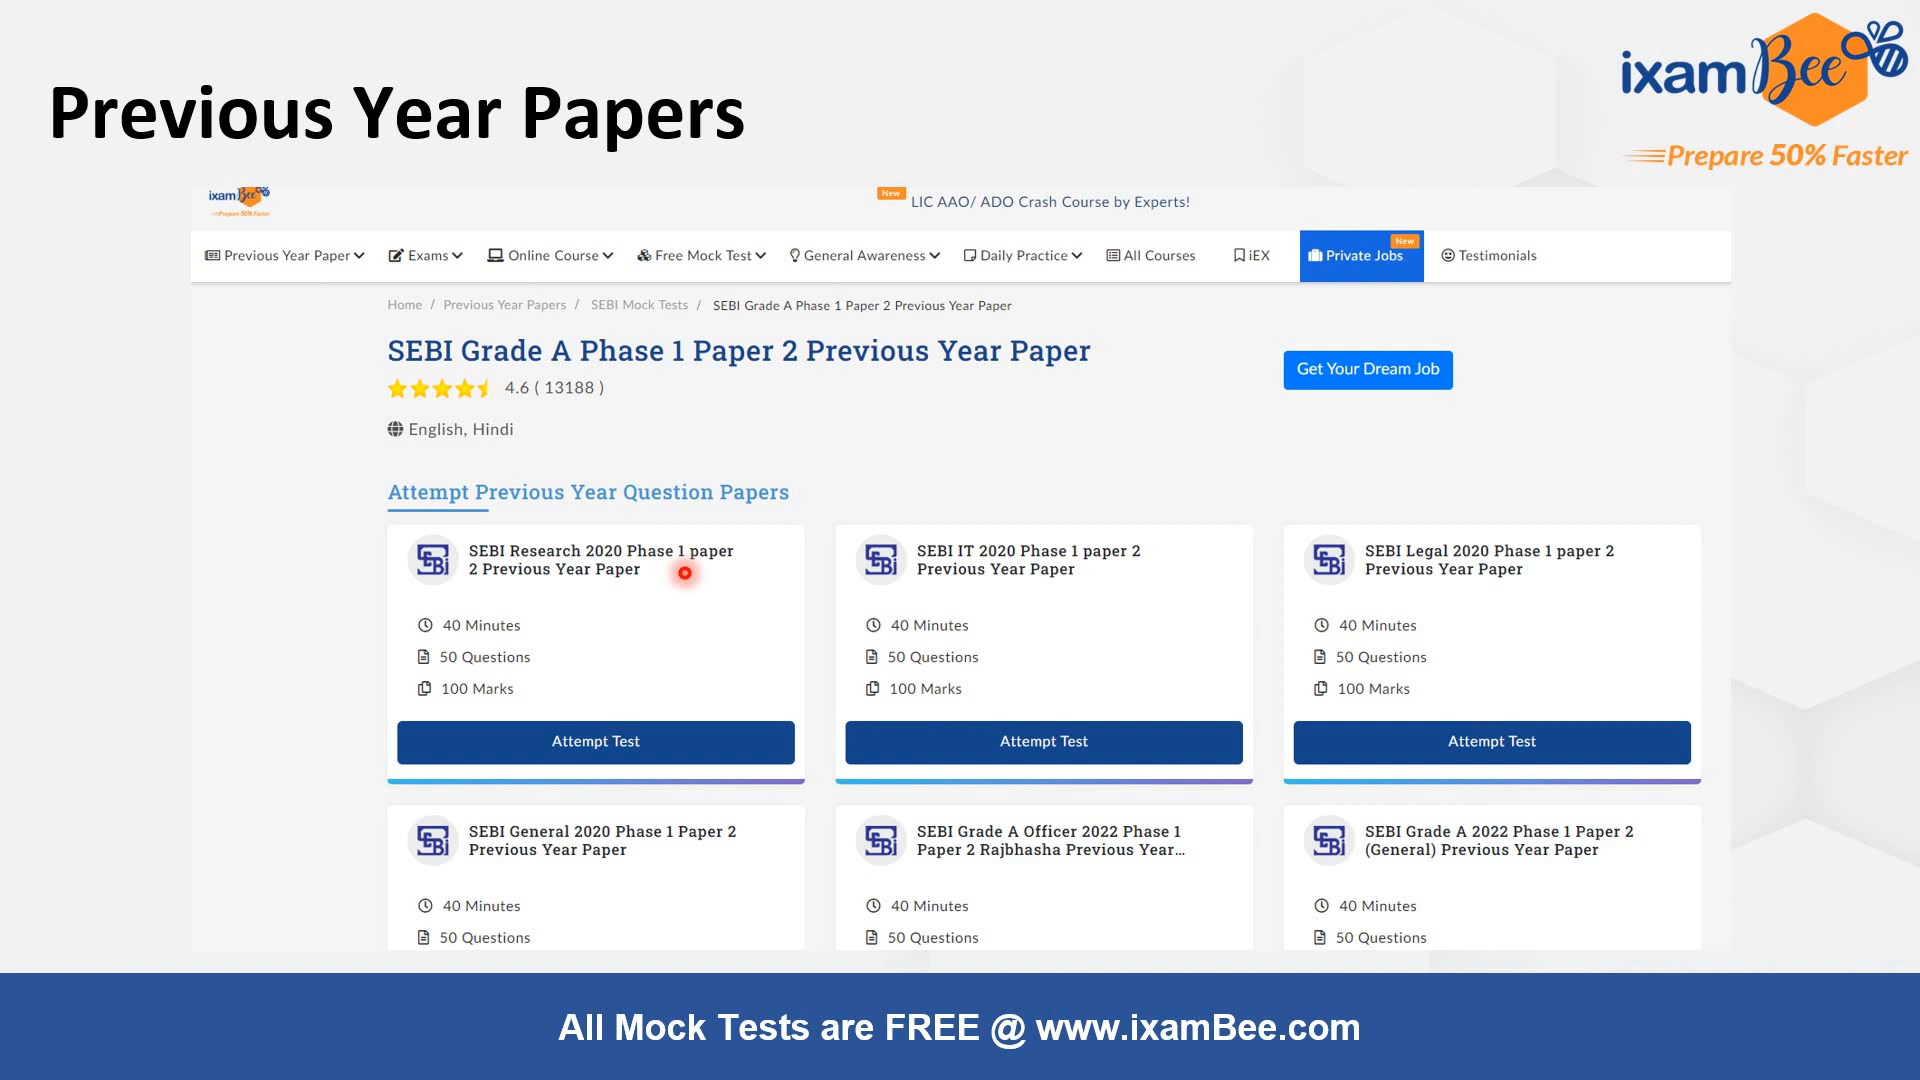 Previous Year Papers
ixamBee
Prepare 50% Faster
ixamBee
Prepare 50% Faster
New
LIC AAO/ ADO Crash Course by Experts!
Previous Year Paper Exams Online Course Free Mock Test General Awareness Daily Practice All Courses iEX Private Jobs New Testimonials
Home / Previous Year Papers / SEBI Mock Tests / SEBI Grade A Phase 1 Paper 2 Previous Year Paper
SEBI Grade A Phase 1 Paper 2 Previous Year Paper
Get Your Dream Job
4.6 ( 13188 )
English, Hindi
Attempt Previous Year Question Papers
SEBI Research 2020 Phase 1 paper
2 Previous Year Paper
40 Minutes
50 Questions
100 Marks
Attempt Test
SEBI IT 2020 Phase 1 paper 2
Previous Year Paper
40 Minutes
50 Questions
100 Marks
Attempt Test
SEBI Legal 2020 Phase 1 paper 2
Previous Year Paper
40 Minutes
50 Questions
100 Marks
Attempt Test
SEBI General 2020 Phase 1 Paper 2
Previous Year Paper
40 Minutes
50 Questions
SEBI Grade A Officer 2022 Phase 1
Paper 2 Rajbhasha Previous Year...
40 Minutes
50 Questions
SEBI Grade A 2022 Phase 1 Paper 2
(General) Previous Year Paper
40 Minutes
50 Questions
All Mock Tests are FREE @ www.ixamBee.com